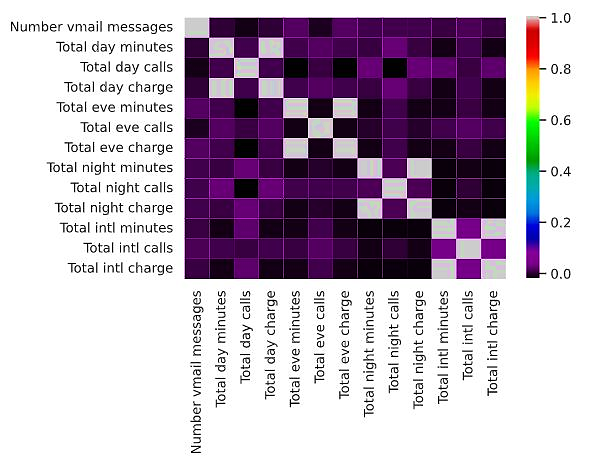 Number vmail messages
Total day minutes
Total day calls
Total day charge
Total eve minutes
Total eve calls
Total eve charge
Total night minutes
Total night calls
Total night charge
Total intl minutes
Total intl calls
Total intl charge
1.0
0.8
0.6
0.4
0.2
0.0
Number vmail messages
Total day minutes
Total day calls
Total day charge
Total eve minutes
Total eve calls
Total eve charge
Total night minutes
Total night calls
Total night charge
Total intl minutes
Total intl calls
Total intl charge